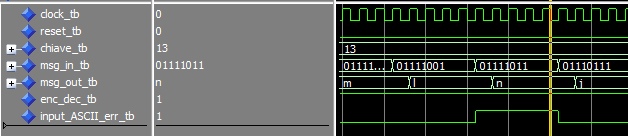 clock_tb 0
reset_tb 0
chiave_tb 13 13
msg_in_tb 01111011 01111... 01111001 01111011 01110111
msg_out_tb n m l n j
enc_dec_tb 1
input_ASCII_err_tb 1